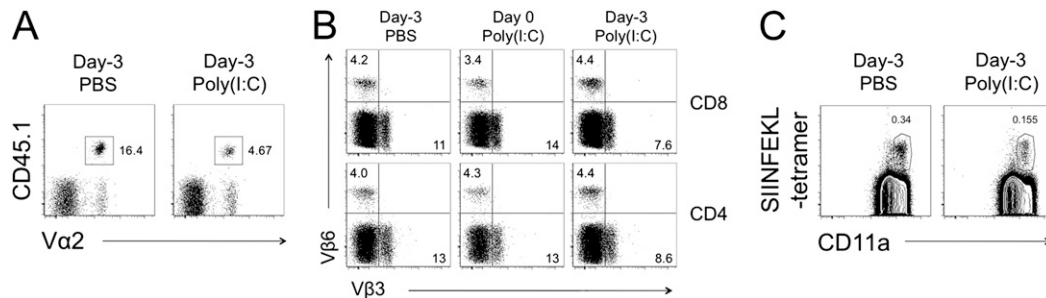 A
Day-3
PBS
Day-3
Poly(I:C)
CD45.1
16.4
4.67
Vα2
B
Day-3
PBS
Day 0
Poly(I:C)
Day-3
Poly(I:C)
4.2
3.4
4.4
CD8
11
14
7.6
4.0
4.3
4.4
CD4
13
13
8.6
Vβ6
Vβ3
C
Day-3
PBS
Day-3
Poly(I:C)
0.34
0.155
SIINFEKL
-tetramer
CD11a